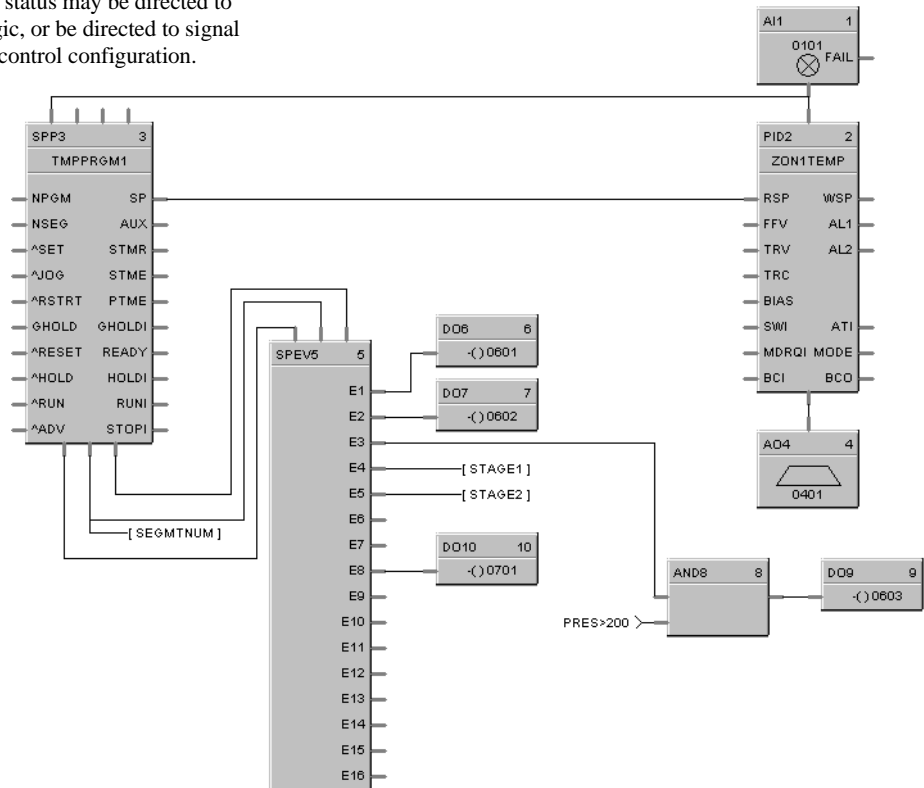 status may be directed to
gic, or be directed to signal
control configuration.
AI1 1
0101
FAIL
SPP3 3
TMPPRGM1
NPGM SP
NSEG AUX
^SET STMR
^JOG STME
^RSTRT PTME
GHOLD GHOLDI
^RESET READY
^HOLD HOLDI
^RUN RUNI
^ADV STOPI
[ SEGMTNUM ]
PID2 2
ZON1TEMP
RSP WSP
FFV AL1
TRV AL2
TRC
BIAS
SWI ATI
MDRQI MODE
BCI BCO
AO4 4
0401
SPEV5 5
E1
E2
E3
E4
E5
E6
E7
E8
E9
E10
E11
E12
E13
E14
E15
E16
DO6 6
-( ) 0601
DO7 7
-( ) 0602
[ STAGE1 ]
[ STAGE2 ]
DO10 10
-( ) 0701
PRES>200
AND8 8
DO9 9
-( ) 0603